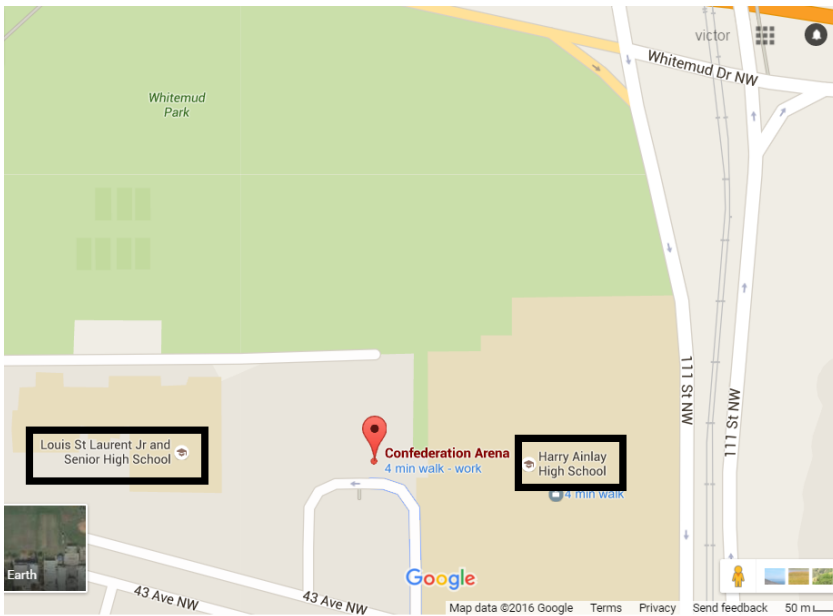 victor
Whitemud Dr NW
Whitemud
Park
111 St NW
111 St NW
Louis St Laurent Jr and
Senior High School
Confederation Arena
4 min walk - work
Harry Ainlay
High School
4 min walk
Earth
43 Ave NW
43 Ave NW
Google
Map data ©2016 Google Terms Privacy Send feedback 50 m